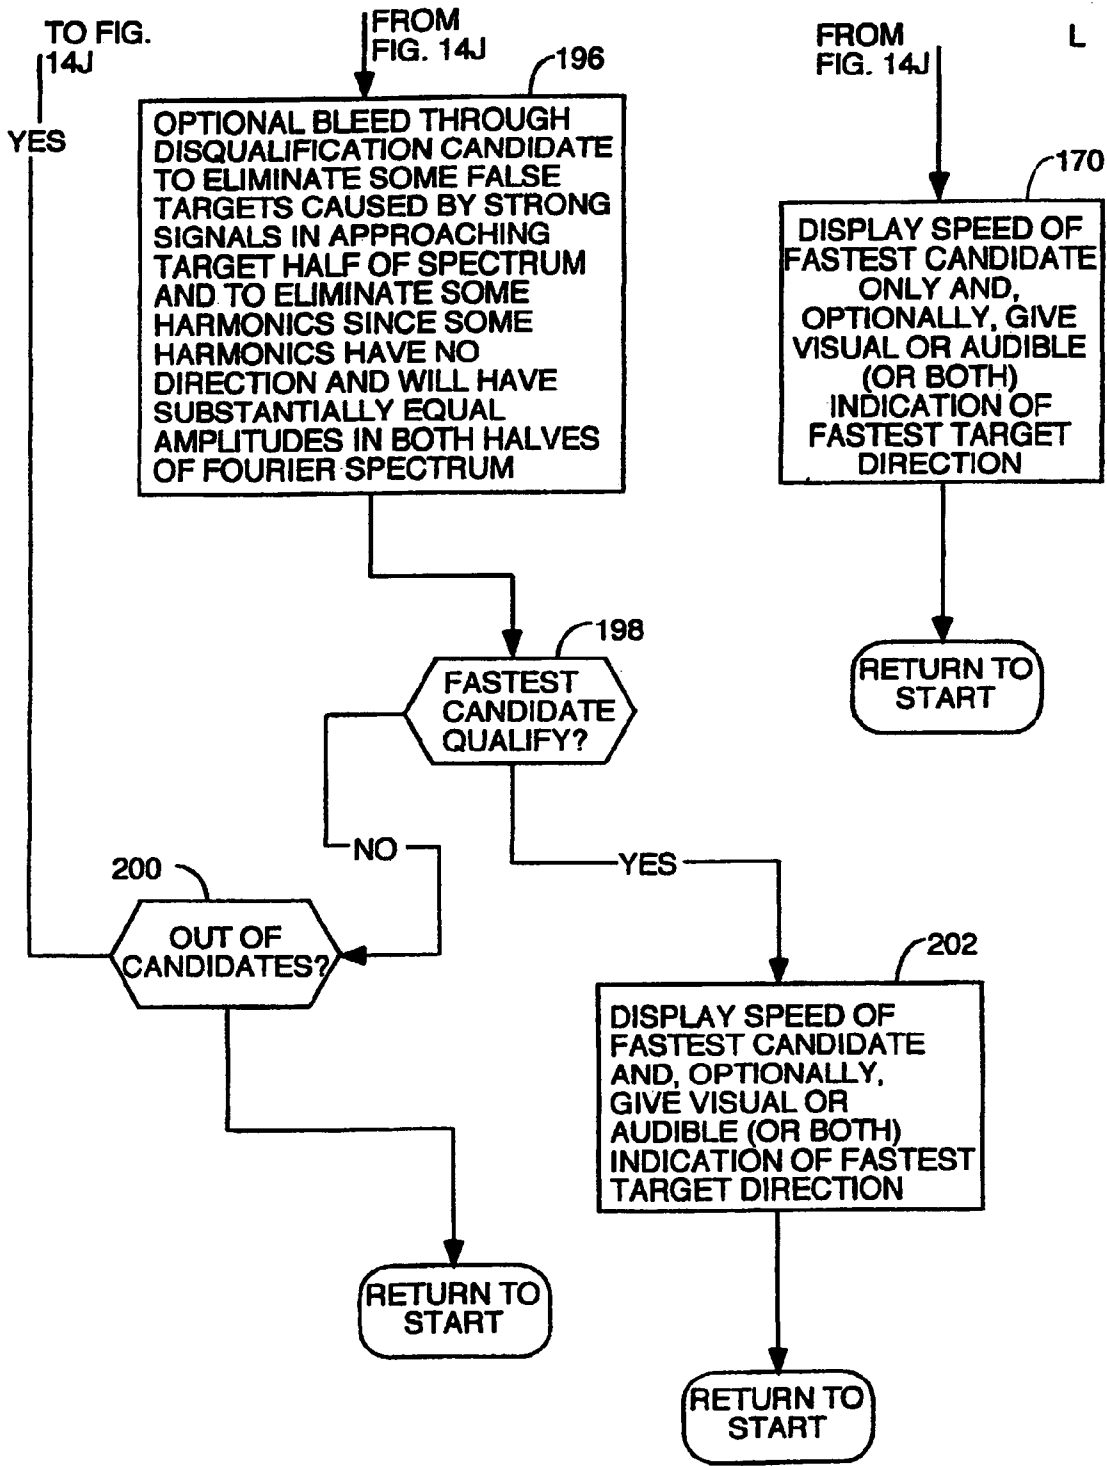 TO FIG.
14J
FROM
FIG. 14J
FROM
FIG. 14J
L
YES
196
OPTIONAL BLEED THROUGH
DISQUALIFICATION CANDIDATE
TO ELIMINATE SOME FALSE
TARGETS CAUSED BY STRONG
SIGNALS IN APPROACHING
TARGET HALF OF SPECTRUM
AND TO ELIMINATE SOME
HARMONICS SINCE SOME
HARMONICS HAVE NO
DIRECTION AND WILL HAVE
SUBSTANTIALLY EQUAL
AMPLITUDES IN BOTH HALVES
OF FOURIER SPECTRUM
170
DISPLAY SPEED OF
FASTEST CANDIDATE
ONLY AND,
OPTIONALLY, GIVE
VISUAL OR AUDIBLE
(OR BOTH)
INDICATION OF
FASTEST TARGET
DIRECTION
RETURN TO
START
198
FASTEST
CANDIDATE
QUALIFY?
NO
YES
200
OUT OF
CANDIDATES?
202
DISPLAY SPEED OF
FASTEST CANDIDATE
AND, OPTIONALLY,
GIVE VISUAL OR
AUDIBLE (OR BOTH)
INDICATION OF FASTEST
TARGET DIRECTION
RETURN TO
START
RETURN TO
START